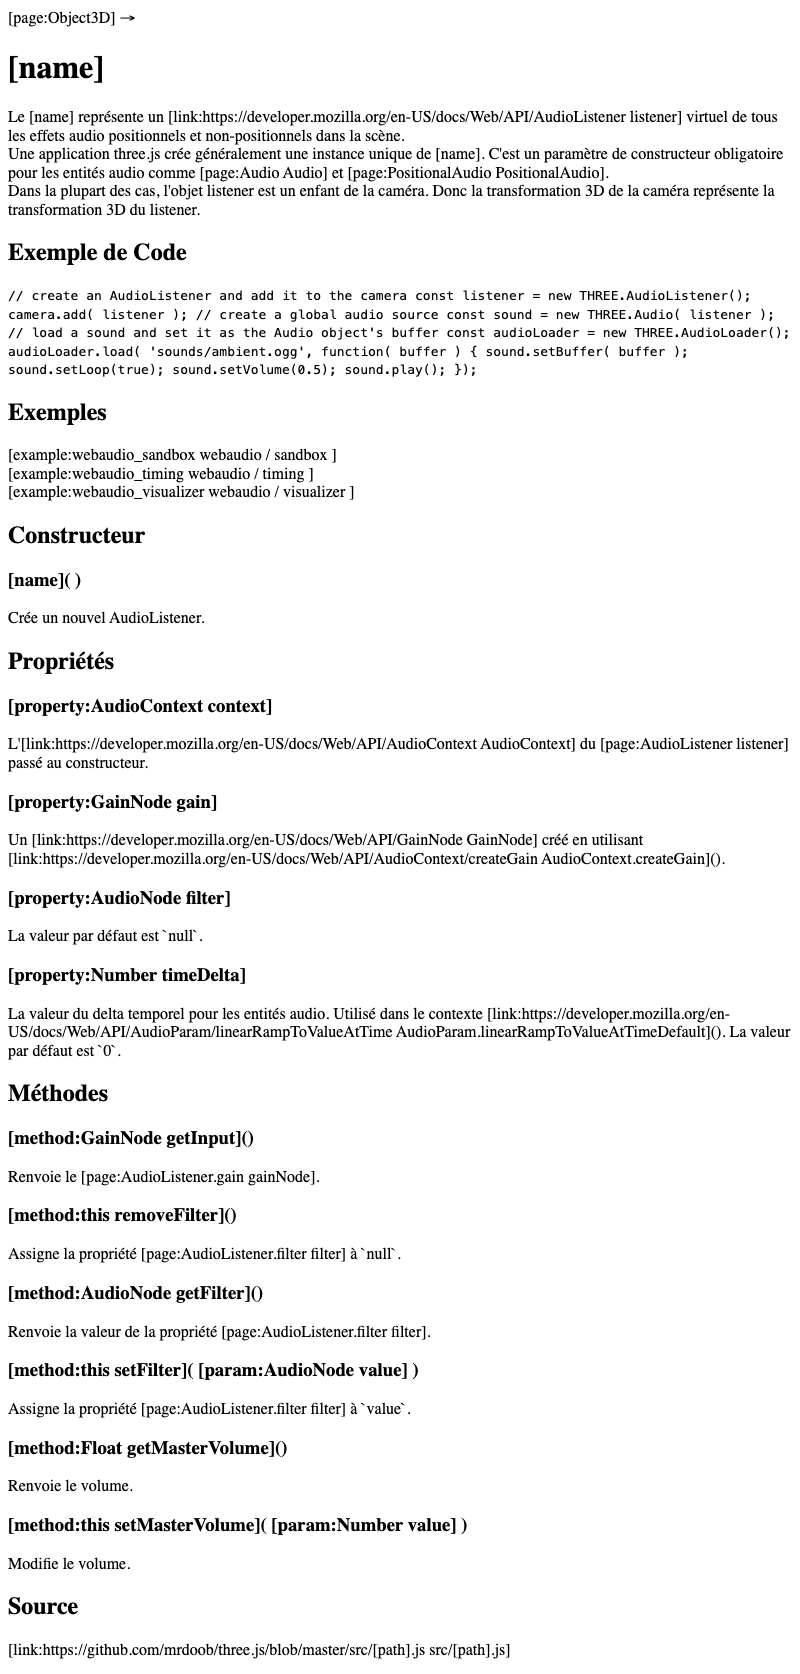 [page:Object3D] →
[name]
Le [name] représente un [link:https://developer.mozilla.org/en-US/docs/Web/API/AudioListener listener] virtuel de tous
les effets audio positionnels et non-positionnels dans la scène.
Une application three.js crée généralement une instance unique de [name]. C'est un paramètre de constructeur obligatoire
pour les entités audio comme [page:Audio Audio] et [page:PositionalAudio PositionalAudio].
Dans la plupart des cas, l'objet listener est un enfant de la caméra. Donc la transformation 3D de la caméra représente la
transformation 3D du listener.
Exemple de Code
// create an AudioListener and add it to the camera const listener = new THREE.AudioListener();
camera.add( listener ); // create a global audio source const sound = new THREE.Audio( listener );
// load a sound and set it as the Audio object's buffer const audioLoader = new THREE.AudioLoader();
audioLoader.load( 'sounds/ambient.ogg', function( buffer ) { sound.setBuffer( buffer );
sound.setLoop(true); sound.setVolume(0.5); sound.play(); });
Exemples
[example:webaudio_sandbox webaudio / sandbox ]
[example:webaudio_timing webaudio / timing ]
[example:webaudio_visualizer webaudio / visualizer ]
Constructeur
[name]( )
Crée un nouvel AudioListener.
Propriétés
[property:AudioContext context]
L'[link:https://developer.mozilla.org/en-US/docs/Web/API/AudioContext AudioContext] du [page:AudioListener listener]
passé au constructeur.
[property:GainNode gain]
Un [link:https://developer.mozilla.org/en-US/docs/Web/API/GainNode GainNode] créé en utilisant
[link:https://developer.mozilla.org/en-US/docs/Web/API/AudioContext/createGain AudioContext.createGain]().
[property:AudioNode filter]
La valeur par défaut est `null`.
[property:Number timeDelta]
La valeur du delta temporel pour les entités audio. Utilisé dans le contexte [link:https://developer.mozilla.org/en-
US/docs/Web/API/AudioParam/linearRampToValueAtTime AudioParam.linearRampToValueAtTimeDefault](). La valeur
par défaut est `0`.
Méthodes
[method:GainNode getInput]()
Renvoie le [page:AudioListener.gain gainNode].
[method:this removeFilter]()
Assigne la propriété [page:AudioListener.filter filter] à `null`.
[method:AudioNode getFilter]()
Renvoie la valeur de la propriété [page:AudioListener.filter filter].
[method:this setFilter]( [param:AudioNode value] )
Assigne la propriété [page:AudioListener.filter filter] à `value`.
[method:Float getMasterVolume]()
Renvoie le volume.
[method:this setMasterVolume]( [param:Number value] )
Modifie le volume.
Source
[link:https://github.com/mrdoob/three.js/blob/master/src/[path].js src/[path].js]